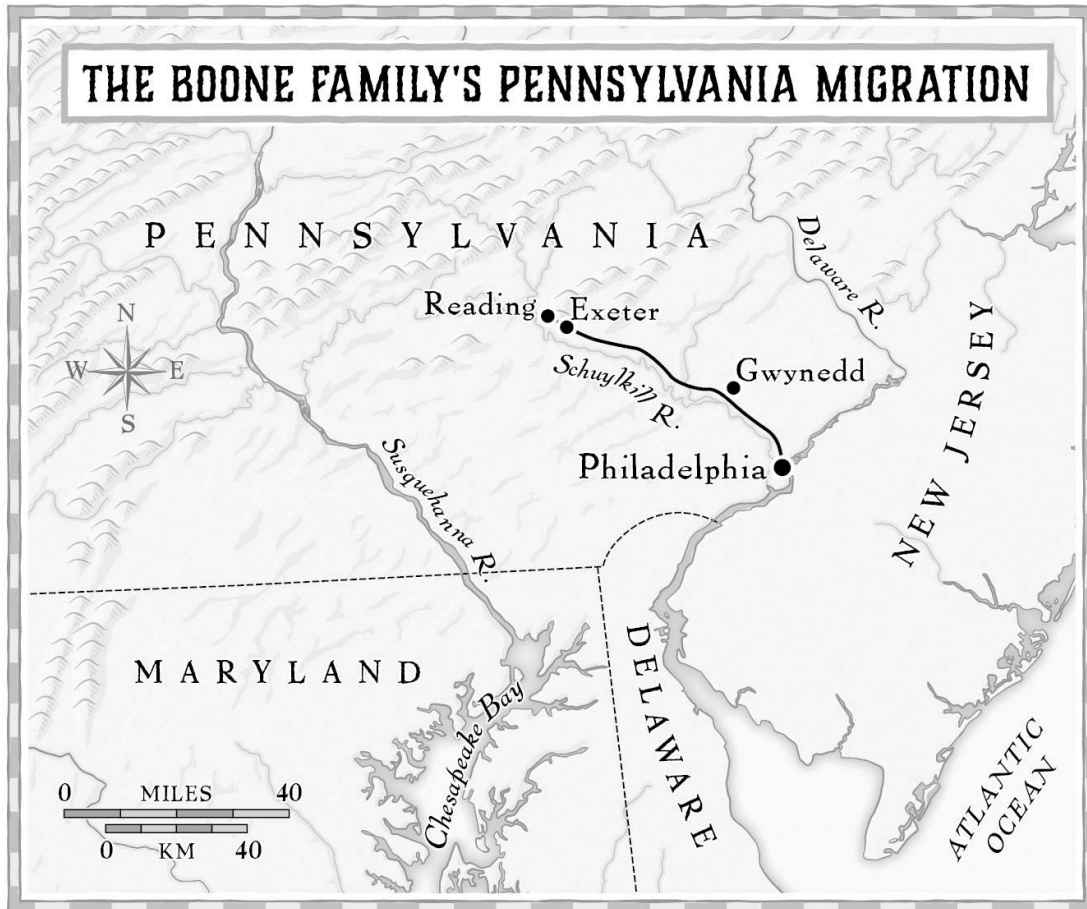 THE BOONE FAMILY'S PENNSYLVANIA MIGRATION
PENNSYLVANIA
Delaware R.
Reading
Exeter
N
W
E
S
Schuylkill R.
Gwynedd
NEW JERSEY
Philadelphia
Susquehanna R.
MARYLAND
DELAWARE
Chesapeake Bay
ATLANTIC
OCEAN
0 MILES 40
0 KM 40